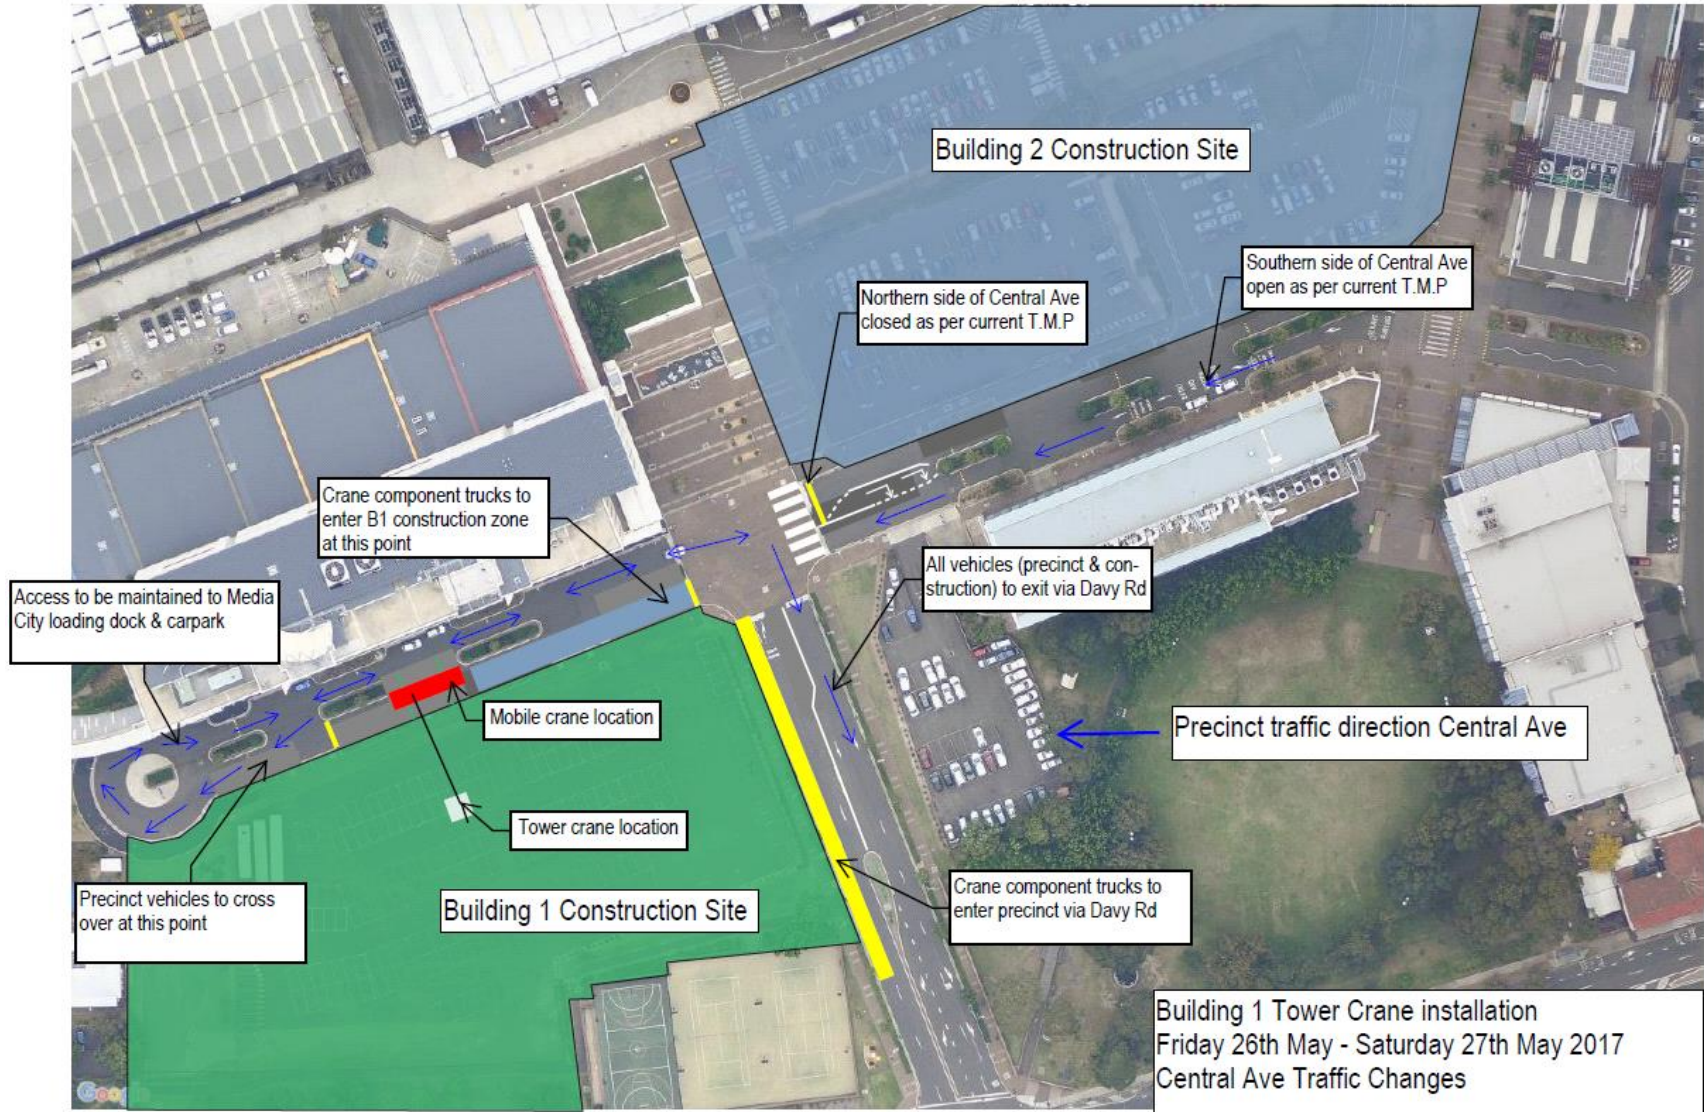 Building 2 Construction Site
Southern side of Central Ave
open as per current T.M.P
Northern side of Central Ave
closed as per current T.M.P
Crane component trucks to
enter B1 construction zone
at this point
All vehicles (precinct & con-
struction) to exit via Davy Rd
Access to be maintained to Media
City loading dock & carpark
Mobile crane location
Precinct traffic direction Central Ave
Tower crane location
Precinct vehicles to cross
over at this point
Building 1 Construction Site
Crane component trucks to
enter precinct via Davy Rd
Building 1 Tower Crane installation
Friday 26th May - Saturday 27th May 2017
Central Ave Traffic Changes